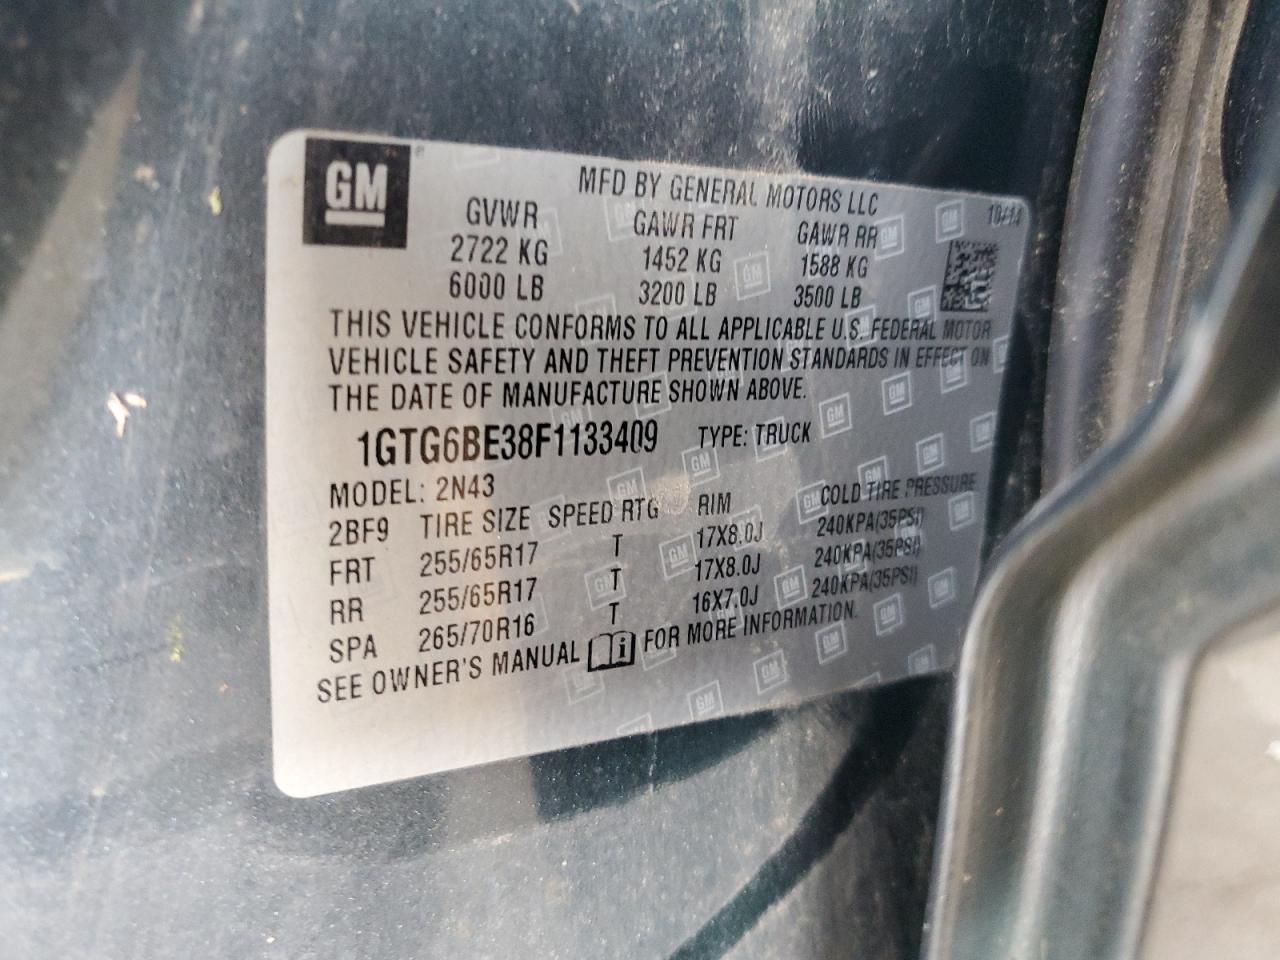 GM
MFD BY GENERAL MOTORS LLC
10/14
GVWR GAWR FRT GAWR RR
2722 KG 1452 KG 1588 KG
6000 LB 3200 LB 3500 LB
THIS VEHICLE CONFORMS TO ALL APPLICABLE U.S. FEDERAL MOTOR
VEHICLE SAFETY AND THEFT PREVENTION STANDARDS IN EFFECT ON
THE DATE OF MANUFACTURE SHOWN ABOVE.
1GTG6BE38F1133409 TYPE: TRUCK
MODEL: 2N43
2BF9 TIRE SIZE SPEED RTG RIM COLD TIRE PRESSURE
FRT 255/65R17 T 17X8.0J 240KPA(35PSI)
RR 255/65R17 T 17X8.0J 240KPA(35PSI)
SPA 265/70R16 T 16X7.0J 240KPA(35PSI)
SEE OWNER'S MANUAL i FOR MORE INFORMATION.